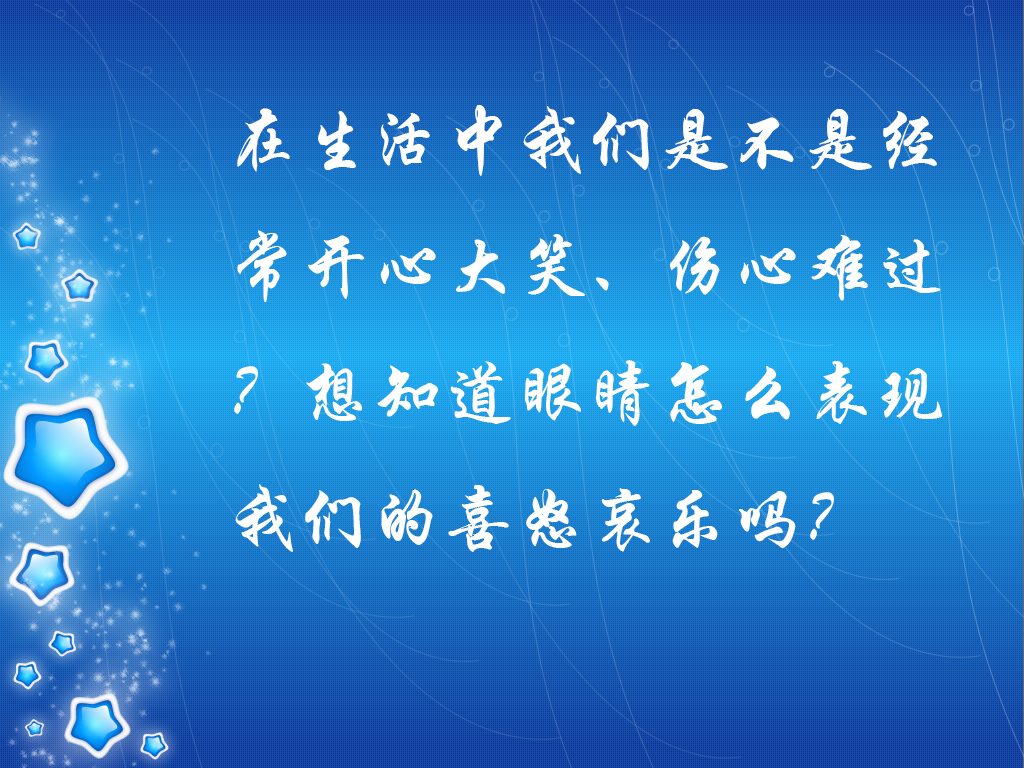 在生活中我们是不是经
常开心大笑、伤心难过
？想知道眼睛怎么表现
我们的喜怒哀乐吗？